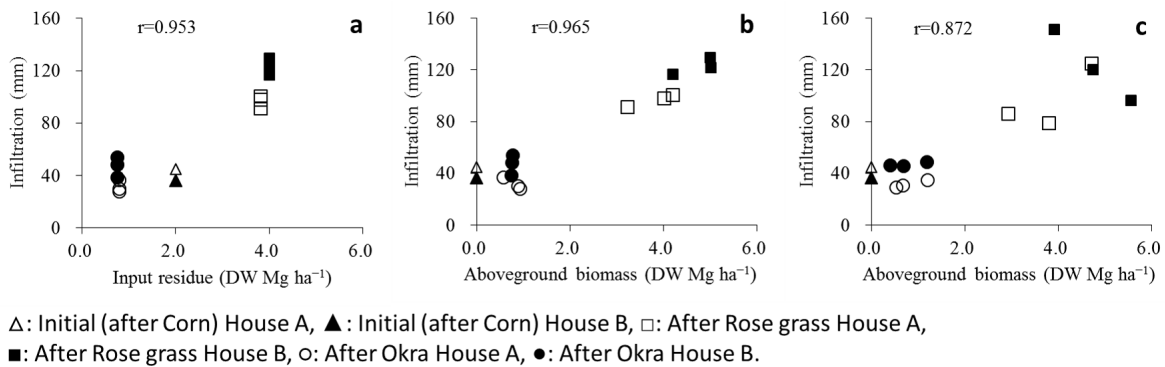 a
r=0.953
Infiltration (mm)
160
120
80
40
0
0.0 2.0 4.0 6.0
Input residue (DW Mg ha⁻¹)
b
r=0.965
Infiltration (mm)
160
120
80
40
0
0.0 2.0 4.0 6.0
Aboveground biomass (DW Mg ha⁻¹)
c
r=0.872
Infiltration (mm)
160
120
80
40
0
0.0 2.0 4.0 6.0
Aboveground biomass (DW Mg ha⁻¹)
△: Initial (after Corn) House A, ▲: Initial (after Corn) House B, □: After Rose grass House A,
■: After Rose grass House B, ○: After Okra House A, ●: After Okra House B.